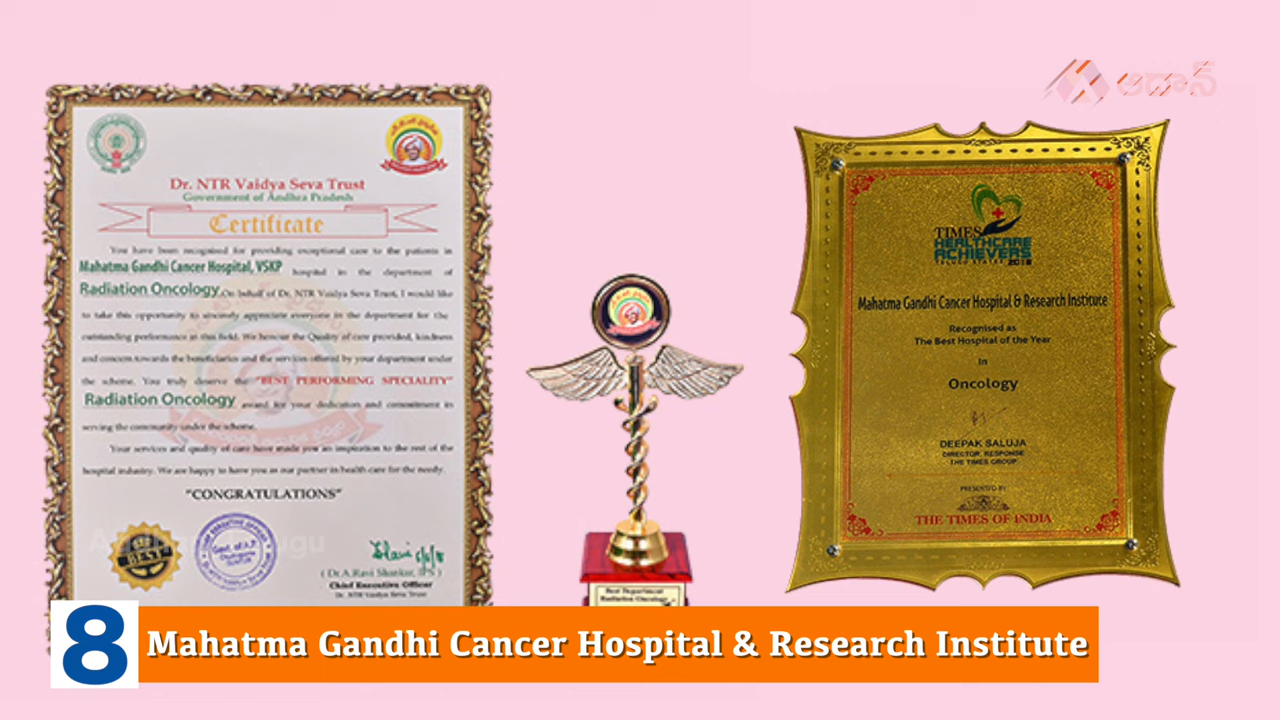 ఆదాన్
Dr. NTR Vaidya Seva Trust
Government of Andhra Pradesh
Certificate
You have been recognised for providing exceptional care to the patients in
Mahatma Gandhi Cancer Hospital, VSKP hospital in the department of
Radiation Oncology. On behalf of Dr. NTR Vaidya Seva Trust, I would like
to take this opportunity to sincerely appreciate everyone in the department for the
outstanding performance in this field. We honour the Quality of care provided, kindness
and concern towards the beneficiaries and the services offered by your department under
the scheme. You truly deserve the "BEST PERFORMING SPECIALITY"
Radiation Oncology award for your dedication and commitment in
serving the community under the scheme.
Your services and quality of care have made you an inspiration to the rest of the
hospital industry. We are happy to have you as our partner in health care for the needy.
"CONGRATULATIONS"
BEST
( Dr.A.Ravi Shankar, IPS )
Chief Executive Officer
Dr. NTR Vaidya Seva Trust
Best Department
Radiation Oncology
TIMES
HEALTHCARE
ACHIEVERS
TELUGU STATES 2018
Mahatma Gandhi Cancer Hospital & Research Institute
Recognised as
The Best Hospital of the Year
in
Oncology
DEEPAK SALUJA
DIRECTOR, RESPONSE
THE TIMES GROUP
PRESENTED BY
THE TIMES OF INDIA
8 Mahatma Gandhi Cancer Hospital & Research Institute